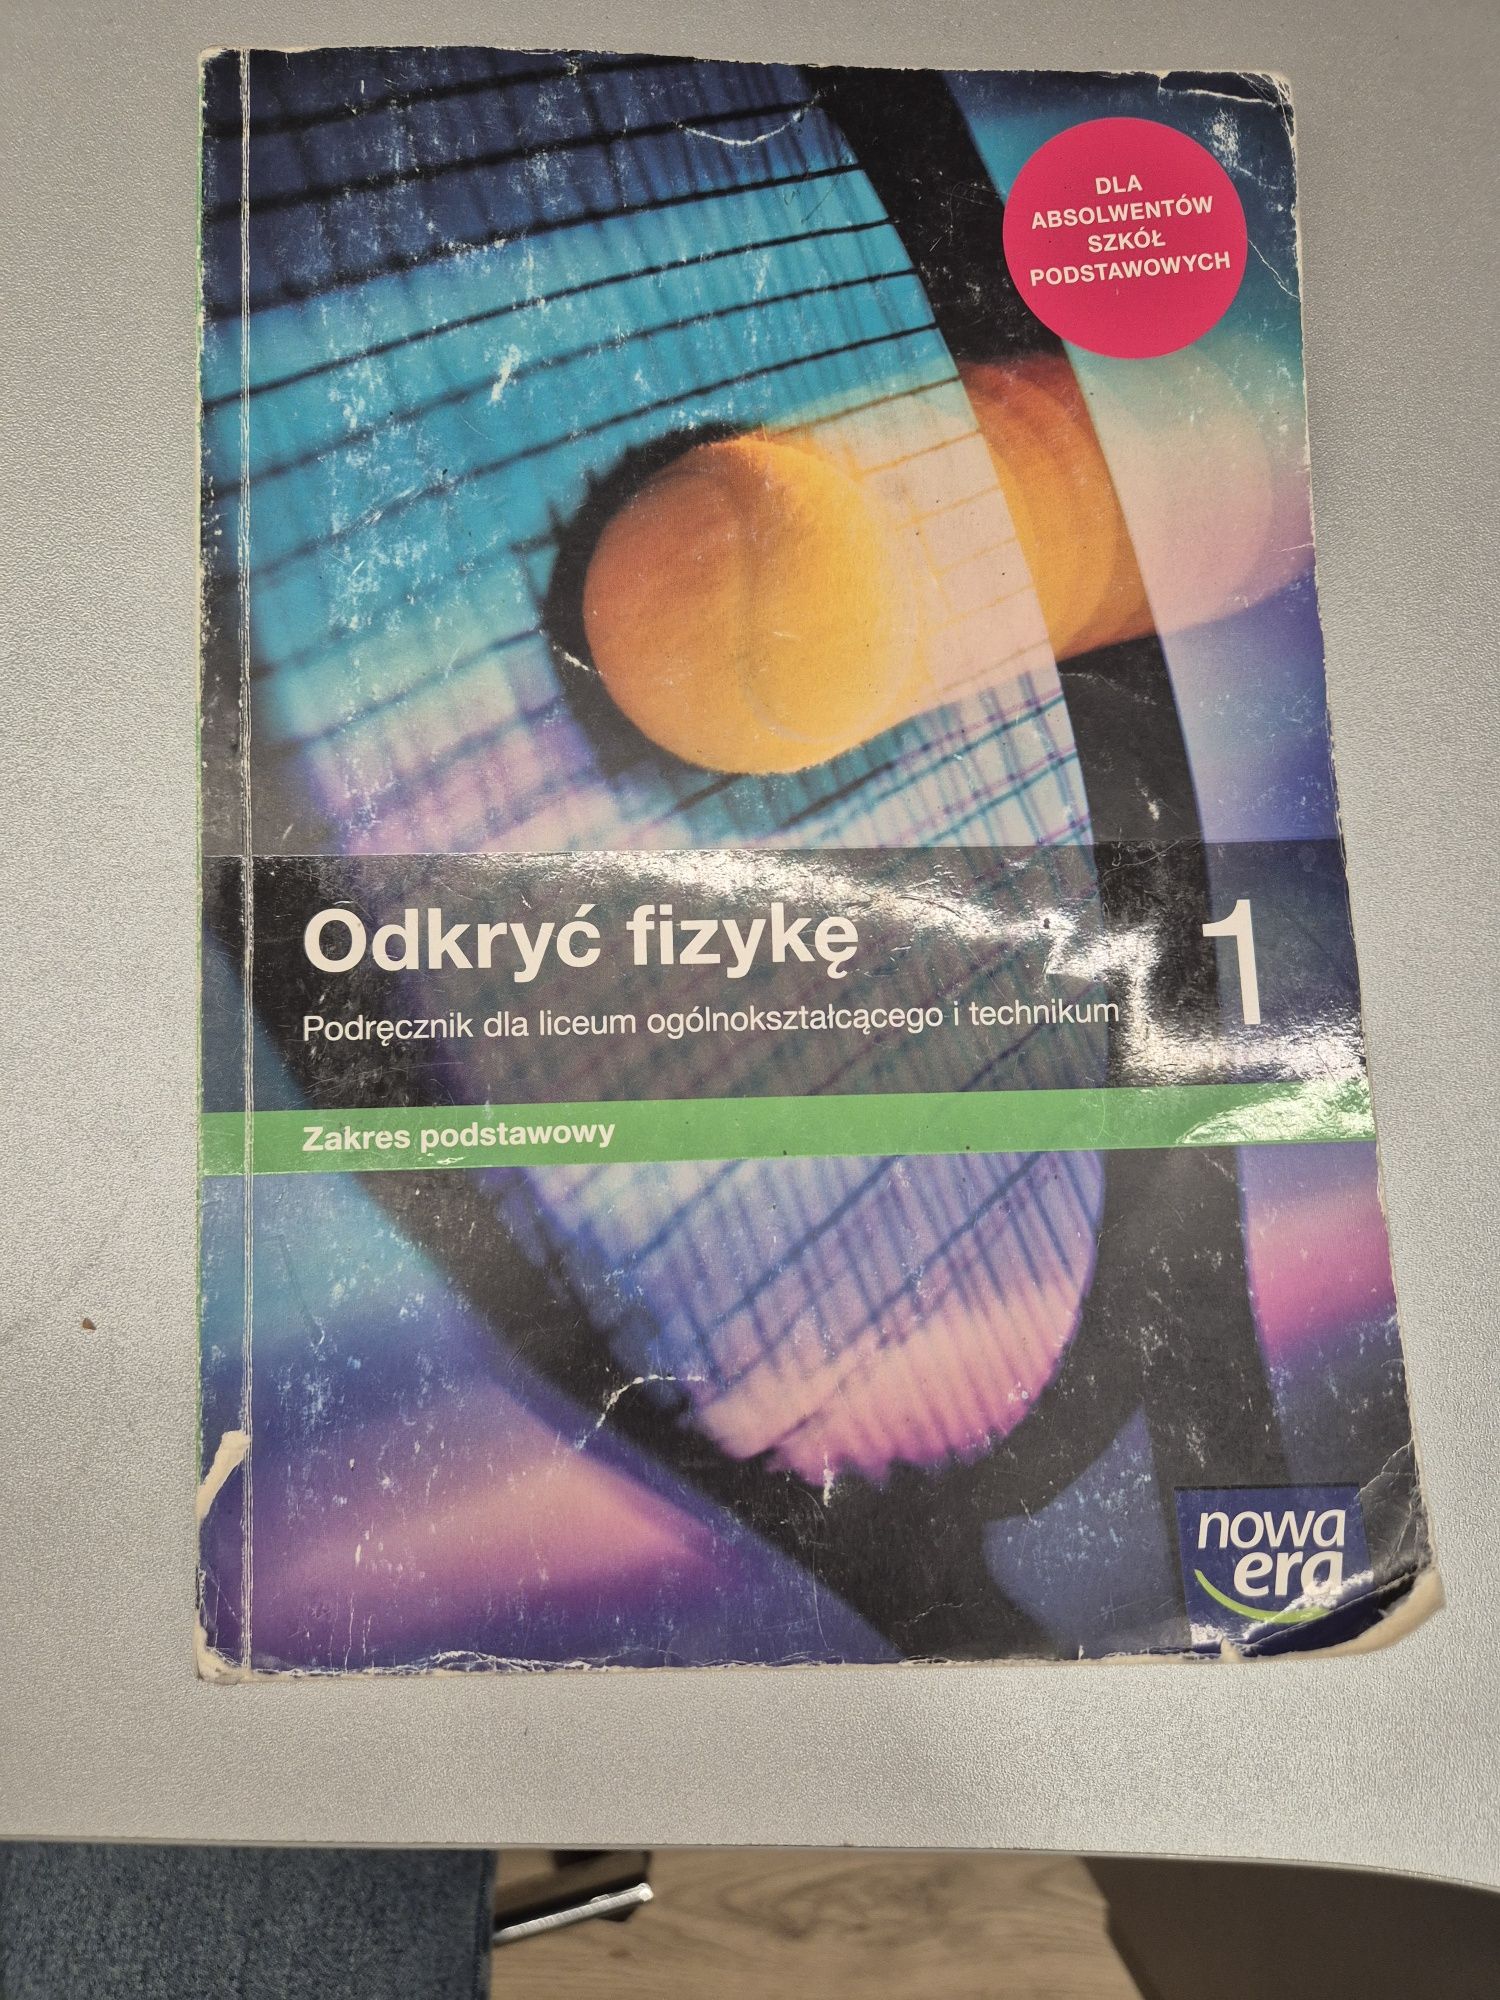 DLA
ABSOLWENTÓW
SZKÓŁ
PODSTAWOWYCH
Odkryć fizykę
1
Podręcznik dla liceum ogólnokształcącego i technikum
Zakres podstawowy
nowa
era